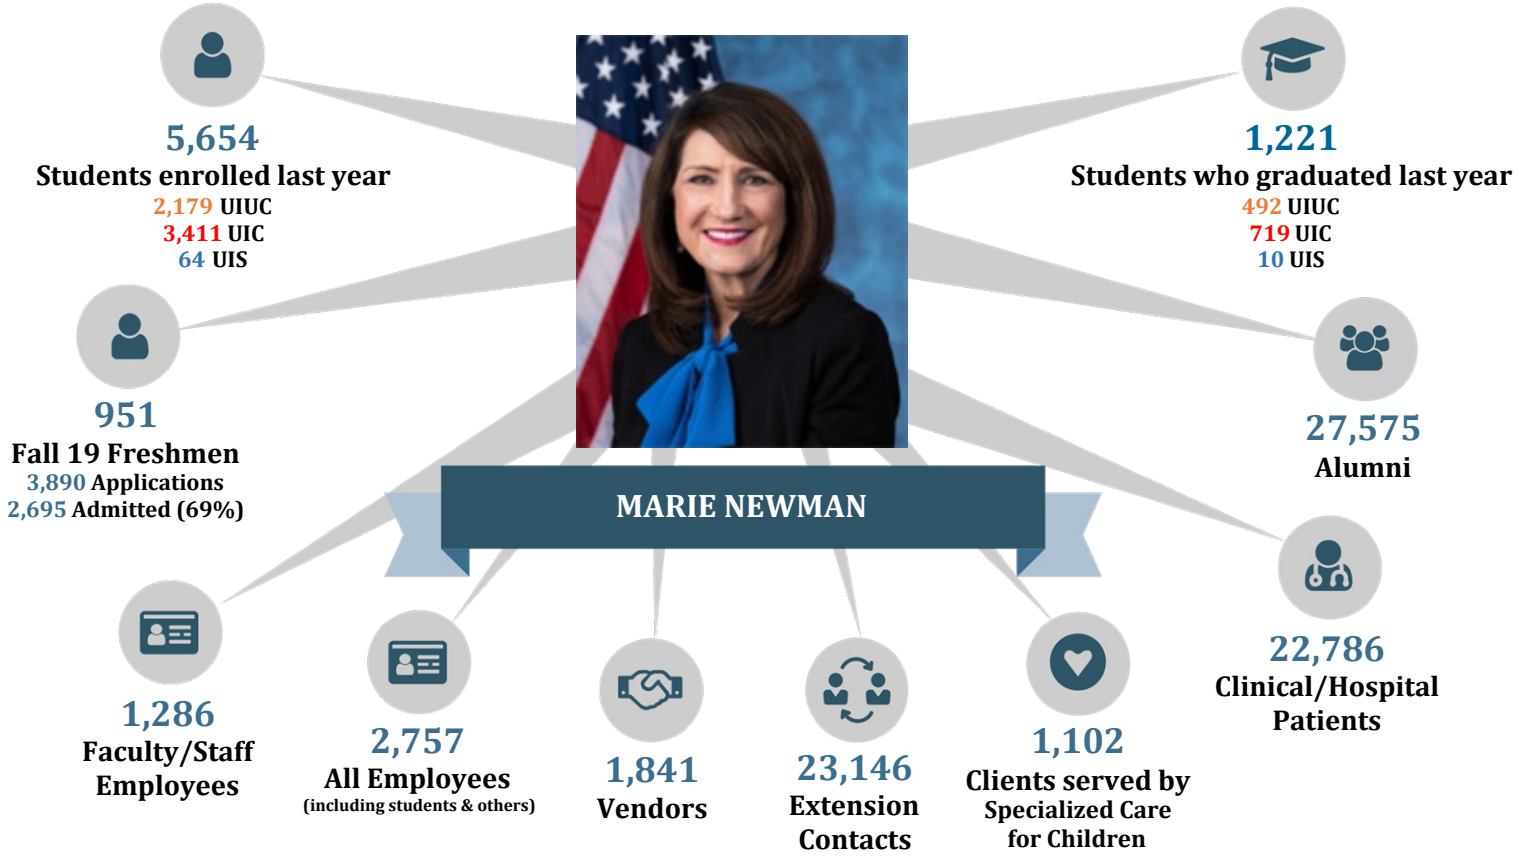 5,654
Students enrolled last year
2,179 UIUC
3,411 UIC
64 UIS
1,221
Students who graduated last year
492 UIUC
719 UIC
10 UIS
951
Fall 19 Freshmen
3,890 Applications
2,695 Admitted (69%)
27,575
Alumni
MARIE NEWMAN
22,786
Clinical/Hospital
Patients
1,286
Faculty/Staff
Employees
2,757
All Employees
(including students & others)
1,841
Vendors
23,146
Extension
Contacts
1,102
Clients served by
Specialized Care
for Children